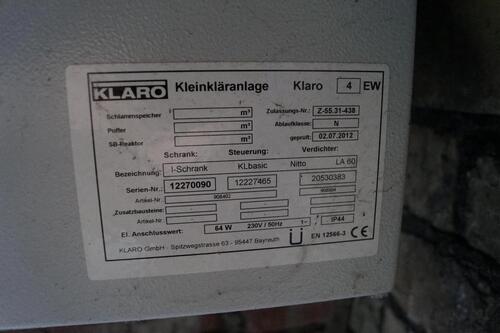 KLARO Kleinkläranlage Klaro 4 EW
Schlammspeicher m³ Zulassungs-Nr.: Z-55.31-438
Puffer m³ Ablaufklasse: N
SB-Reaktor m³ geprüft: 02.07.2012
Schrank: Steuerung: Verdichter:
Bezeichnung: I-Schrank KLbasic Nitto LA 60
Serien-Nr.: 12270090 12227465 20530383
Artikel-Nr.
Zusatzbausteine:
Artikel-Nr.
El. Anschlusswert: 64 W 230V / 50Hz 1~ IP44
KLARO GmbH - Spitzwegstrasse 63 - 95447 Bayreuth Ü EN 12566-3